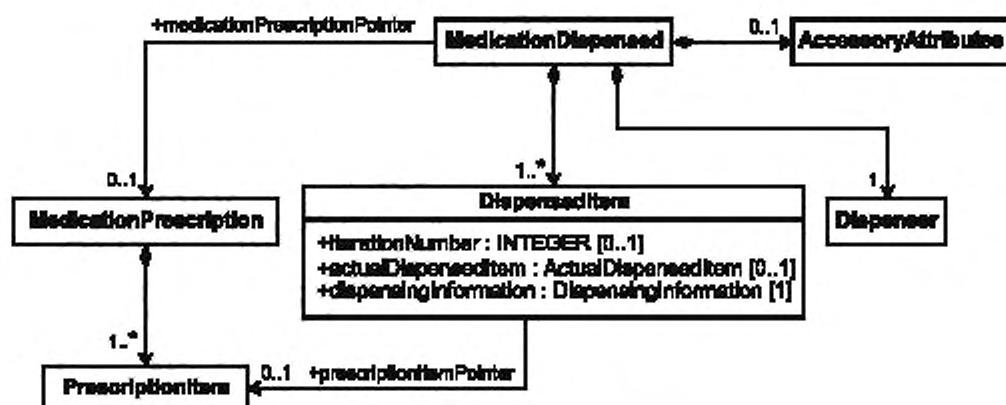 +medicationPrescriptionPointer
MedicationDispensed
0..1
AccessoryAttributes
0..1
1..*
1
MedicationPrescription
DispensedItem
Dispenser
+iterationNumber : INTEGER [0..1]
+actualDispensedItem : ActualDispensedItem [0..1]
+dispensingInformation : DispensingInformation [1]
1..*
0..1 +prescriptionItemPointer
PrescriptionItem